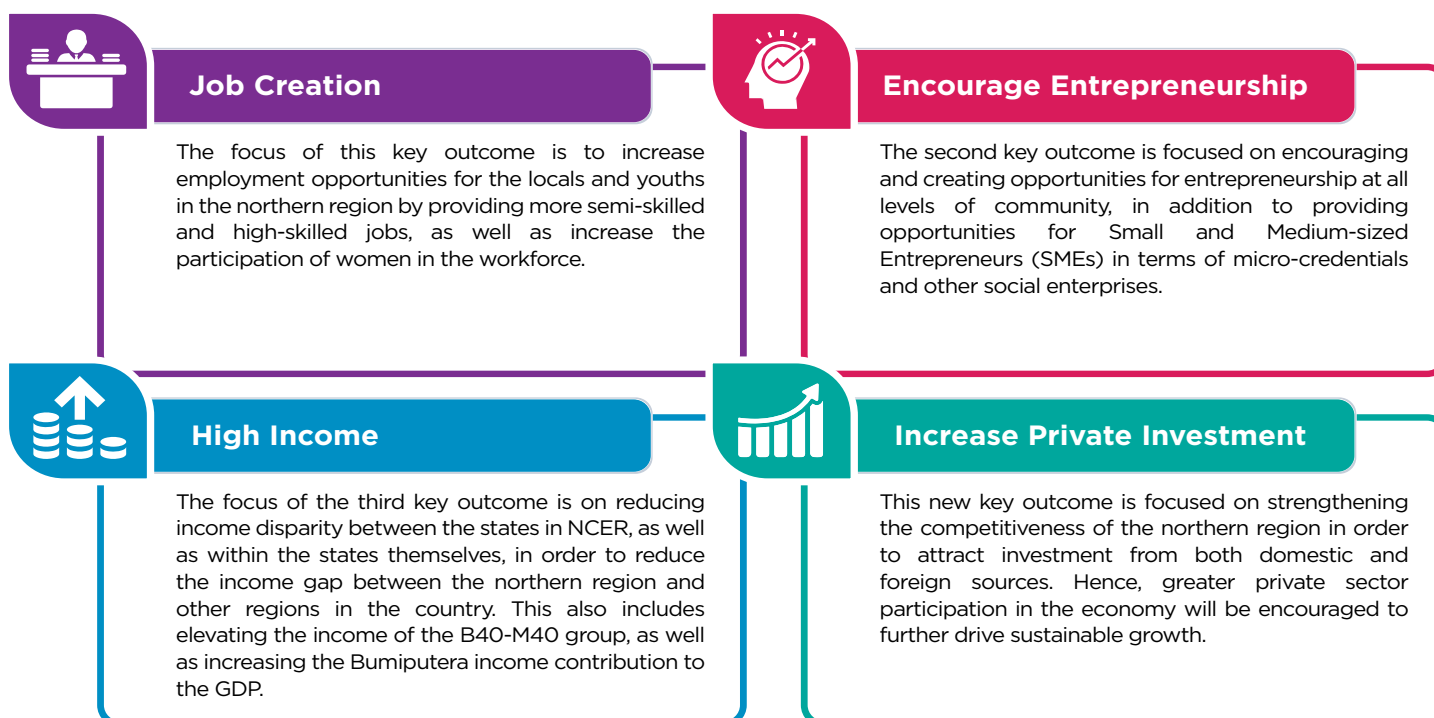 Job Creation
The focus of this key outcome is to increase
employment opportunities for the locals and youths
in the northern region by providing more semi-skilled
and high-skilled jobs, as well as increase the
participation of women in the workforce.
Encourage Entrepreneurship
The second key outcome is focused on encouraging
and creating opportunities for entrepreneurship at all
levels of community, in addition to providing
opportunities for Small and Medium-sized
Entrepreneurs (SMEs) in terms of micro-credentials
and other social enterprises.
High Income
The focus of the third key outcome is on reducing
income disparity between the states in NCER, as well
as within the states themselves, in order to reduce
the income gap between the northern region and
other regions in the country. This also includes
elevating the income of the B40-M40 group, as well
as increasing the Bumiputera income contribution to
the GDP.
Increase Private Investment
This new key outcome is focused on strengthening
the competitiveness of the northern region in order
to attract investment from both domestic and
foreign sources. Hence, greater private sector
participation in the economy will be encouraged to
further drive sustainable growth.